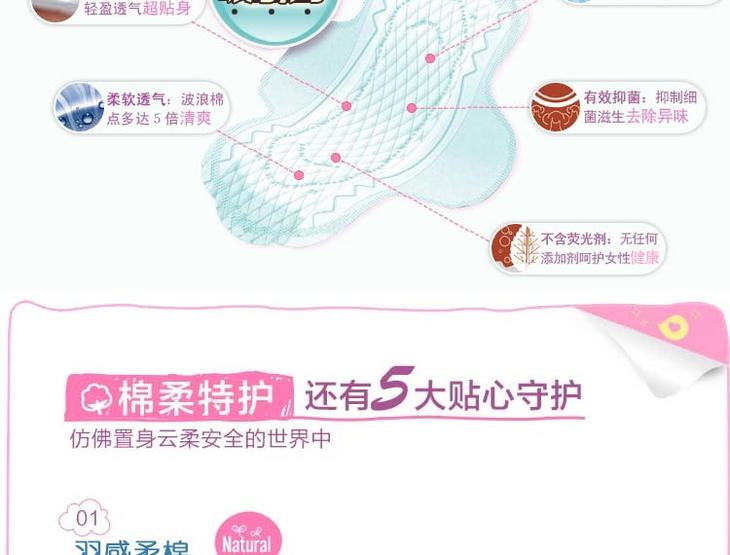 轻盈透气超贴身
柔软透气：波浪棉
点多达5倍清爽
有效抑菌：抑制细
菌滋生去除异味
不含荧光剂：无任何
添加剂呵护女性健康
棉柔特护 还有5大贴心守护
仿佛置身云柔安全的世界中
01
羽感柔棉
Natural